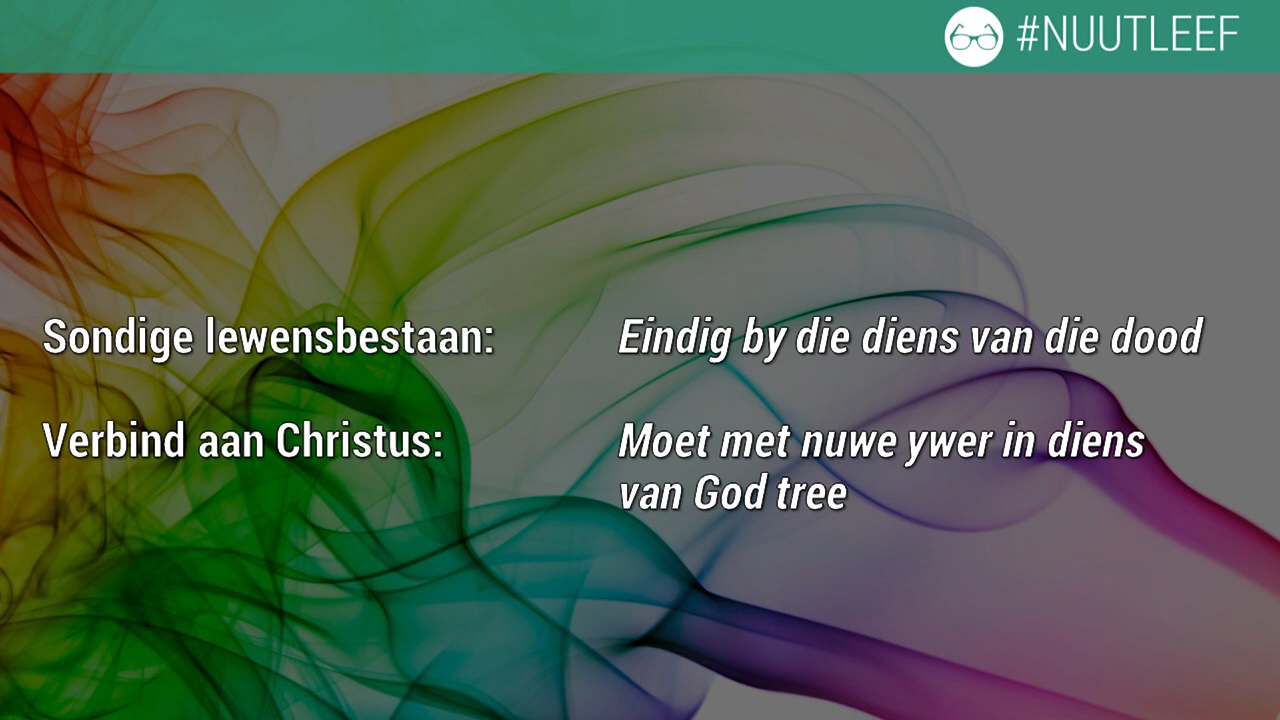 #NUUTLEEF
Sondige lewensbestaan: Eindig by die diens van die dood
Verbind aan Christus: Moet met nuwe ywer in diens
van God tree